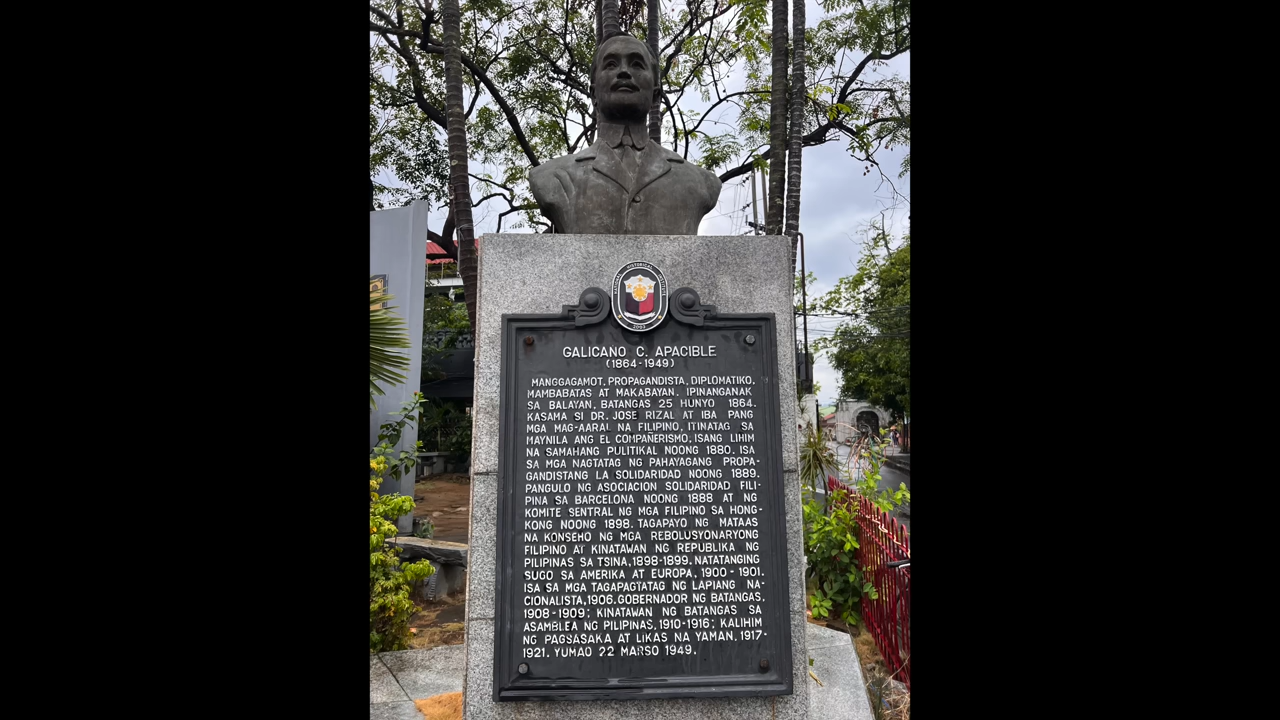 NATIONAL HISTORICAL INSTITUTE
2003
GALICANO C. APACIBLE
(1864-1949)
MANGGAGAMOT, PROPAGANDISTA, DIPLOMATIKO,
MAMBABATAS AT MAKABAYAN. IPINANGANAK
SA BALAYAN, BATANGAS 25 HUNYO 1864.
KASAMA SI DR. JOSE RIZAL AT IBA PANG
MGA MAG-AARAL NA FILIPINO, ITINATAG SA
MAYNILA ANG EL COMPAÑERISMO, ISANG LIHIM
NA SAMAHANG PULITIKAL NOONG 1880. ISA
SA MGA NAGTATAG NG PAHAYAGANG PROPA-
GANDISTANG LA SOLIDARIDAD NOONG 1889.
PANGULO NG ASOCIACION SOLIDARIDAD FILI-
PINA SA BARCELONA NOONG 1888 AT NG
KOMITE SENTRAL NG MGA FILIPINO SA HONG-
KONG NOONG 1898. TAGAPAYO NG MATAAS
NA KONSEHO NG MGA REBOLUSYONARYONG
FILIPINO AT KINATAWAN NG REPUBLIKA NG
PILIPINAS SA TSINA, 1898-1899. NATATANGING
SUGO SA AMERIKA AT EUROPA, 1900-1901.
ISA SA MGA TAGAPAGTATAG NG LAPIANG NA-
CIONALISTA, 1906. GOBERNADOR NG BATANGAS,
1908-1909; KINATAWAN NG BATANGAS SA
ASAMBLEA NG PILIPINAS, 1910-1916; KALIHIM
NG PAGSASAKA AT LIKAS NA YAMAN, 1917-
1921. YUMAO 22 MARSO 1949.